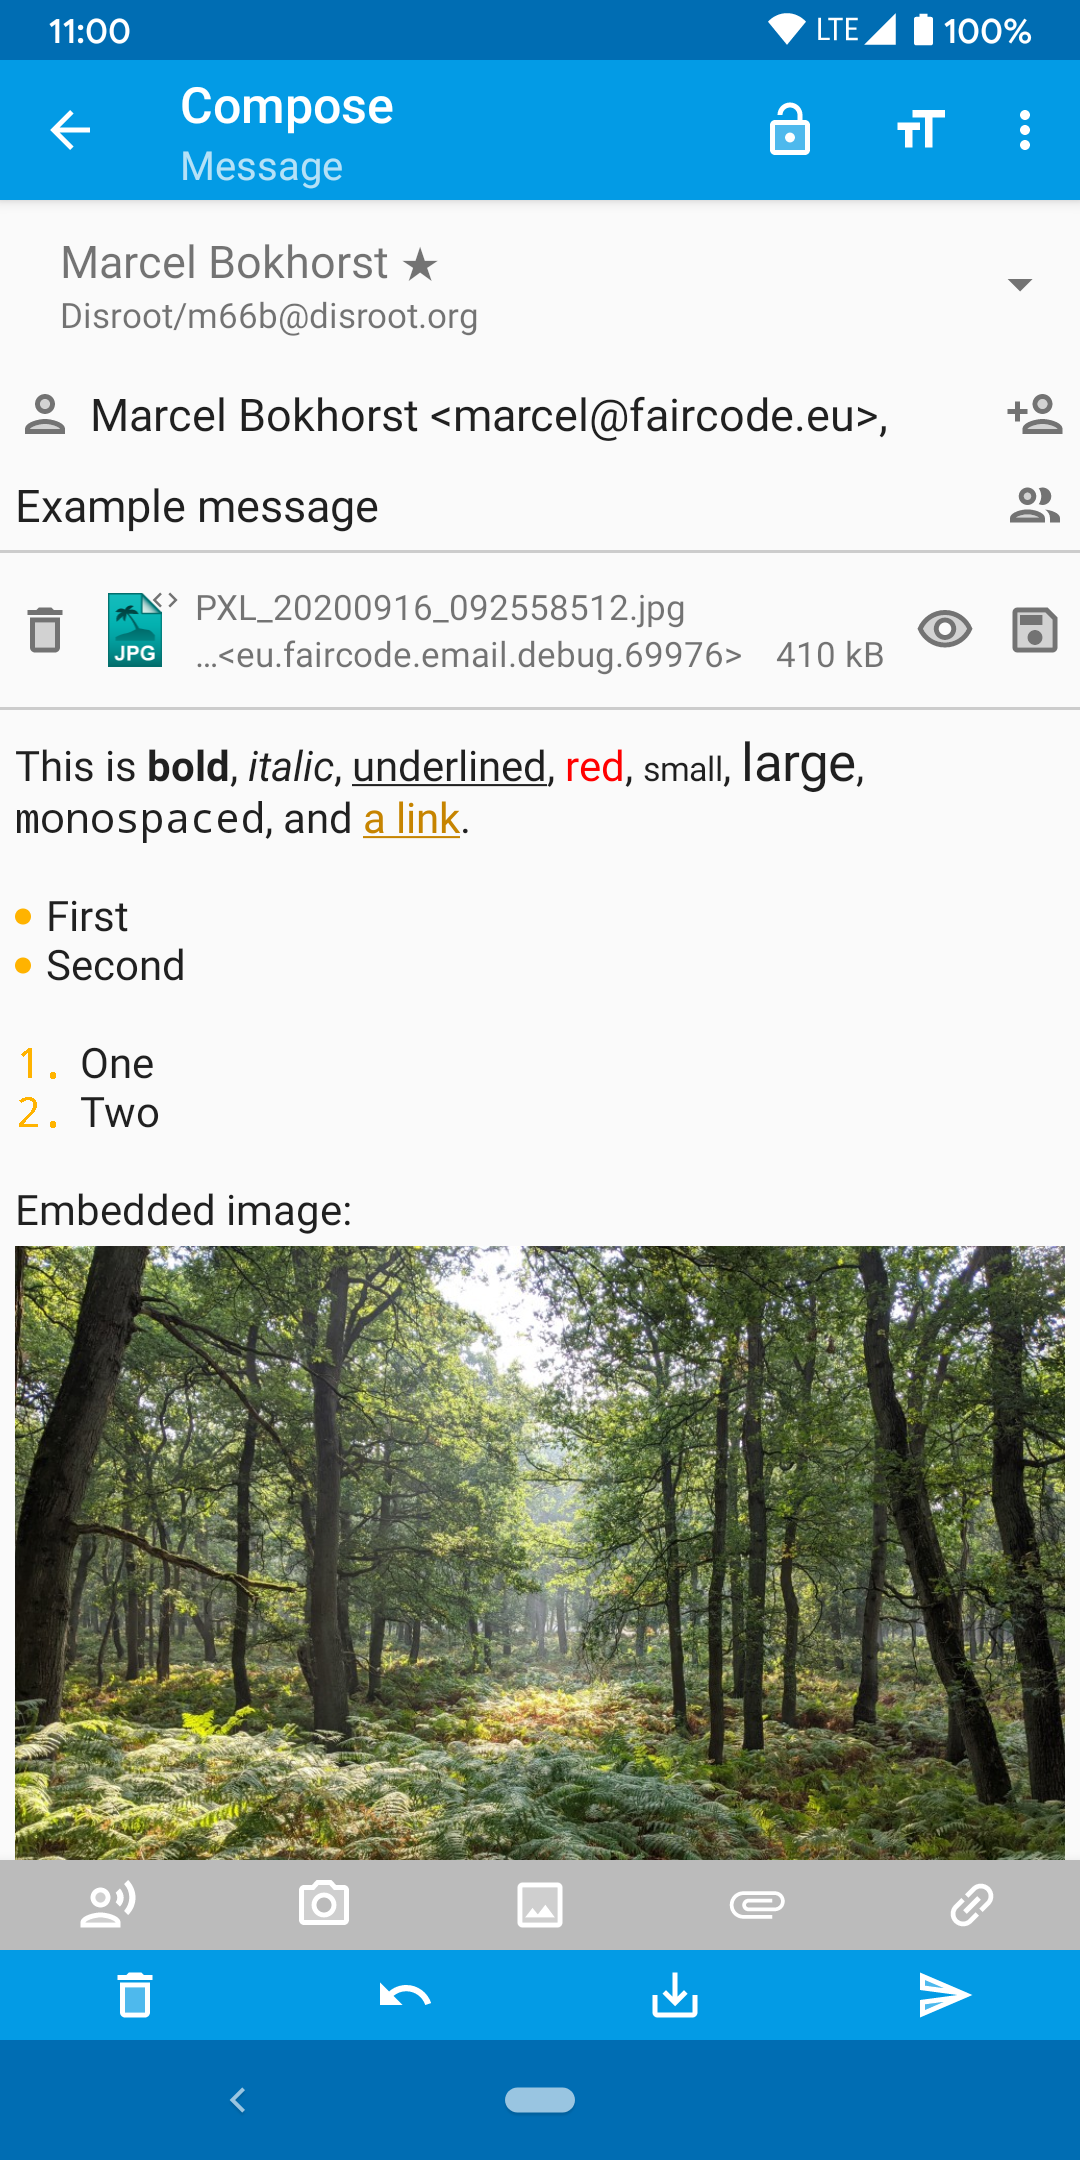 11:00 LTE 100%
Compose
Message
Marcel Bokhorst ★
Disroot/m66b@disroot.org
Marcel Bokhorst <marcel@faircode.eu>,
Example message
JPG
PXL_20200916_092558512.jpg
...<eu.faircode.email.debug.69976> 410 kB
This is bold, italic, underlined, red, small, large,
monospaced, and a link.
• First
• Second
1. One
2. Two
Embedded image: